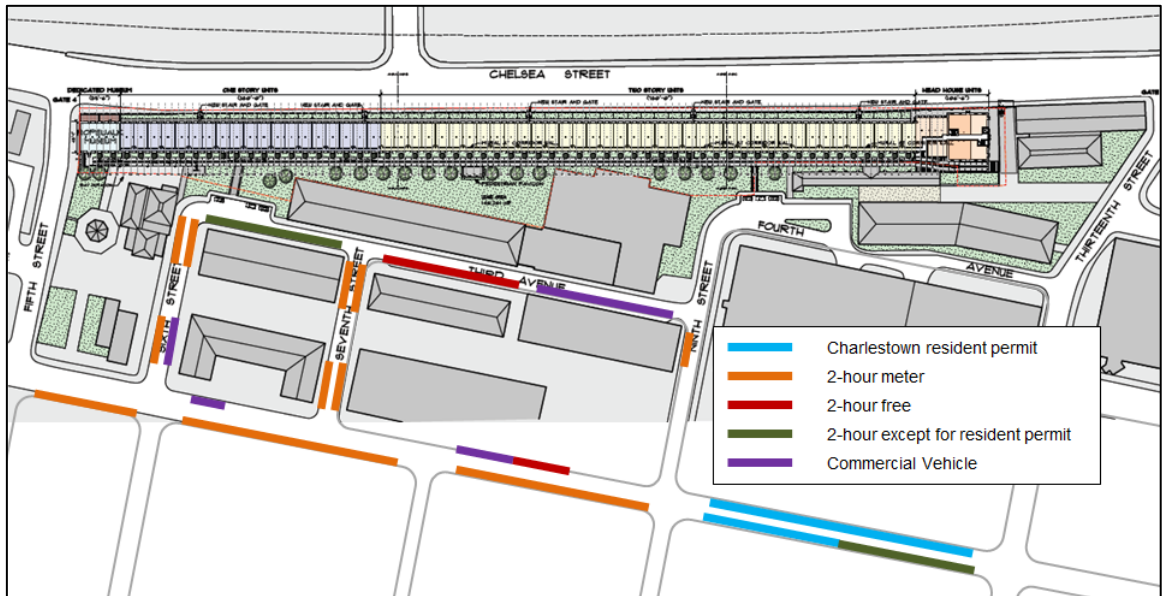 CHELSEA STREET
DEDICATED MUSEUM
ONE STORY UNITS
TWO STORY UNITS
HEAD HOUSE UNITS
GATE 4
GATE
NEW STAIR AND GATE
NEW STAIR AND GATE
NEW STAIR AND GATE
NEW STAIR AND GATE
NEW STAIR AND GATE
FIFTH STREET
SIXTH STREET
SEVENTH STREET
THIRD AVENUE
NINTH STREET
FOURTH AVENUE
THIRTEENTH STREET
Charlestown resident permit
2-hour meter
2-hour free
2-hour except for resident permit
Commercial Vehicle